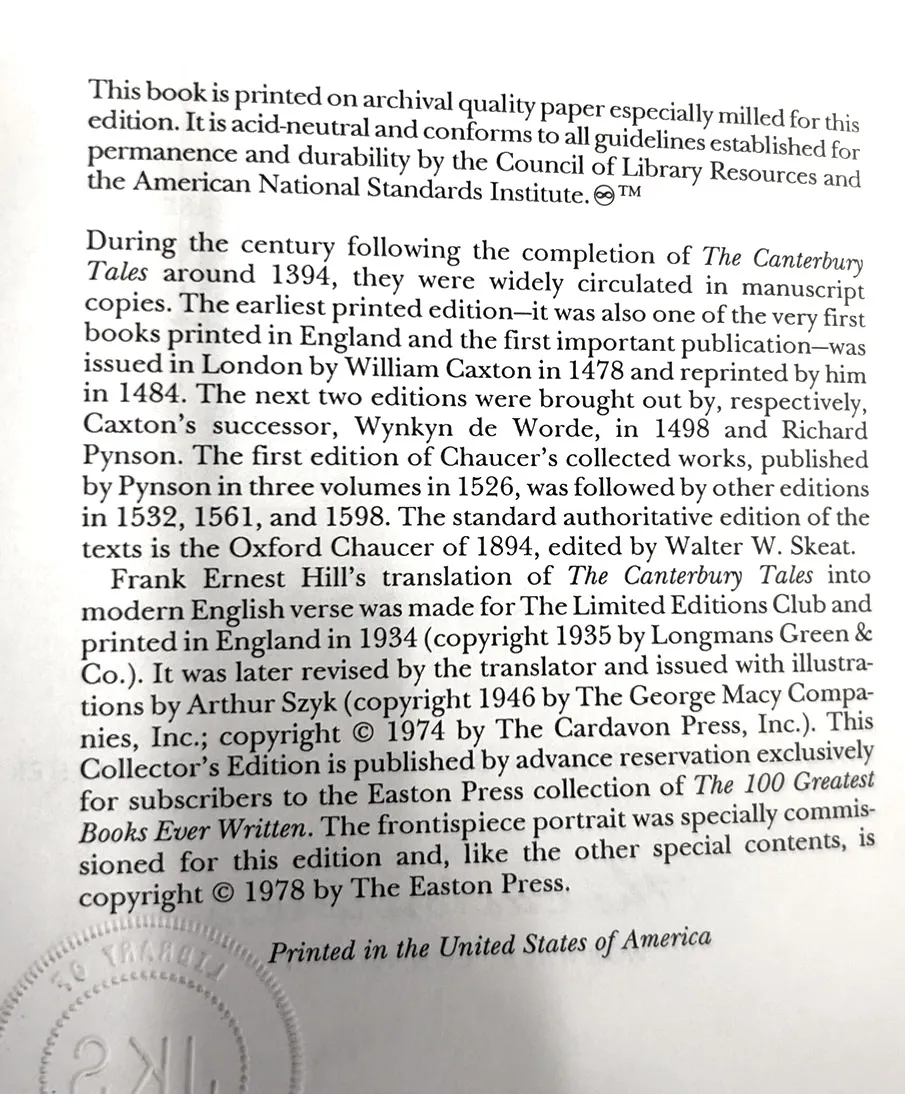 This book is printed on archival quality paper especially milled for this
edition. It is acid-neutral and conforms to all guidelines established for
permanence and durability by the Council of Library Resources and
the American National Standards Institute. ♾™
During the century following the completion of The Canterbury
Tales around 1394, they were widely circulated in manuscript
copies. The earliest printed edition—it was also one of the very first
books printed in England and the first important publication—was
issued in London by William Caxton in 1478 and reprinted by him
in 1484. The next two editions were brought out by, respectively,
Caxton's successor, Wynkyn de Worde, in 1498 and Richard
Pynson. The first edition of Chaucer's collected works, published
by Pynson in three volumes in 1526, was followed by other editions
in 1532, 1561, and 1598. The standard authoritative edition of the
texts is the Oxford Chaucer of 1894, edited by Walter W. Skeat.
Frank Ernest Hill's translation of The Canterbury Tales into
modern English verse was made for The Limited Editions Club and
printed in England in 1934 (copyright 1935 by Longmans Green &
Co.). It was later revised by the translator and issued with illustra-
tions by Arthur Szyk (copyright 1946 by The George Macy Compa-
nies, Inc.; copyright © 1974 by The Cardavon Press, Inc.). This
Collector's Edition is published by advance reservation exclusively
for subscribers to the Easton Press collection of The 100 Greatest
Books Ever Written. The frontispiece portrait was specially commis-
sioned for this edition and, like the other special contents, is
copyright © 1978 by The Easton Press.
Printed in the United States of America
LIBRARY OF